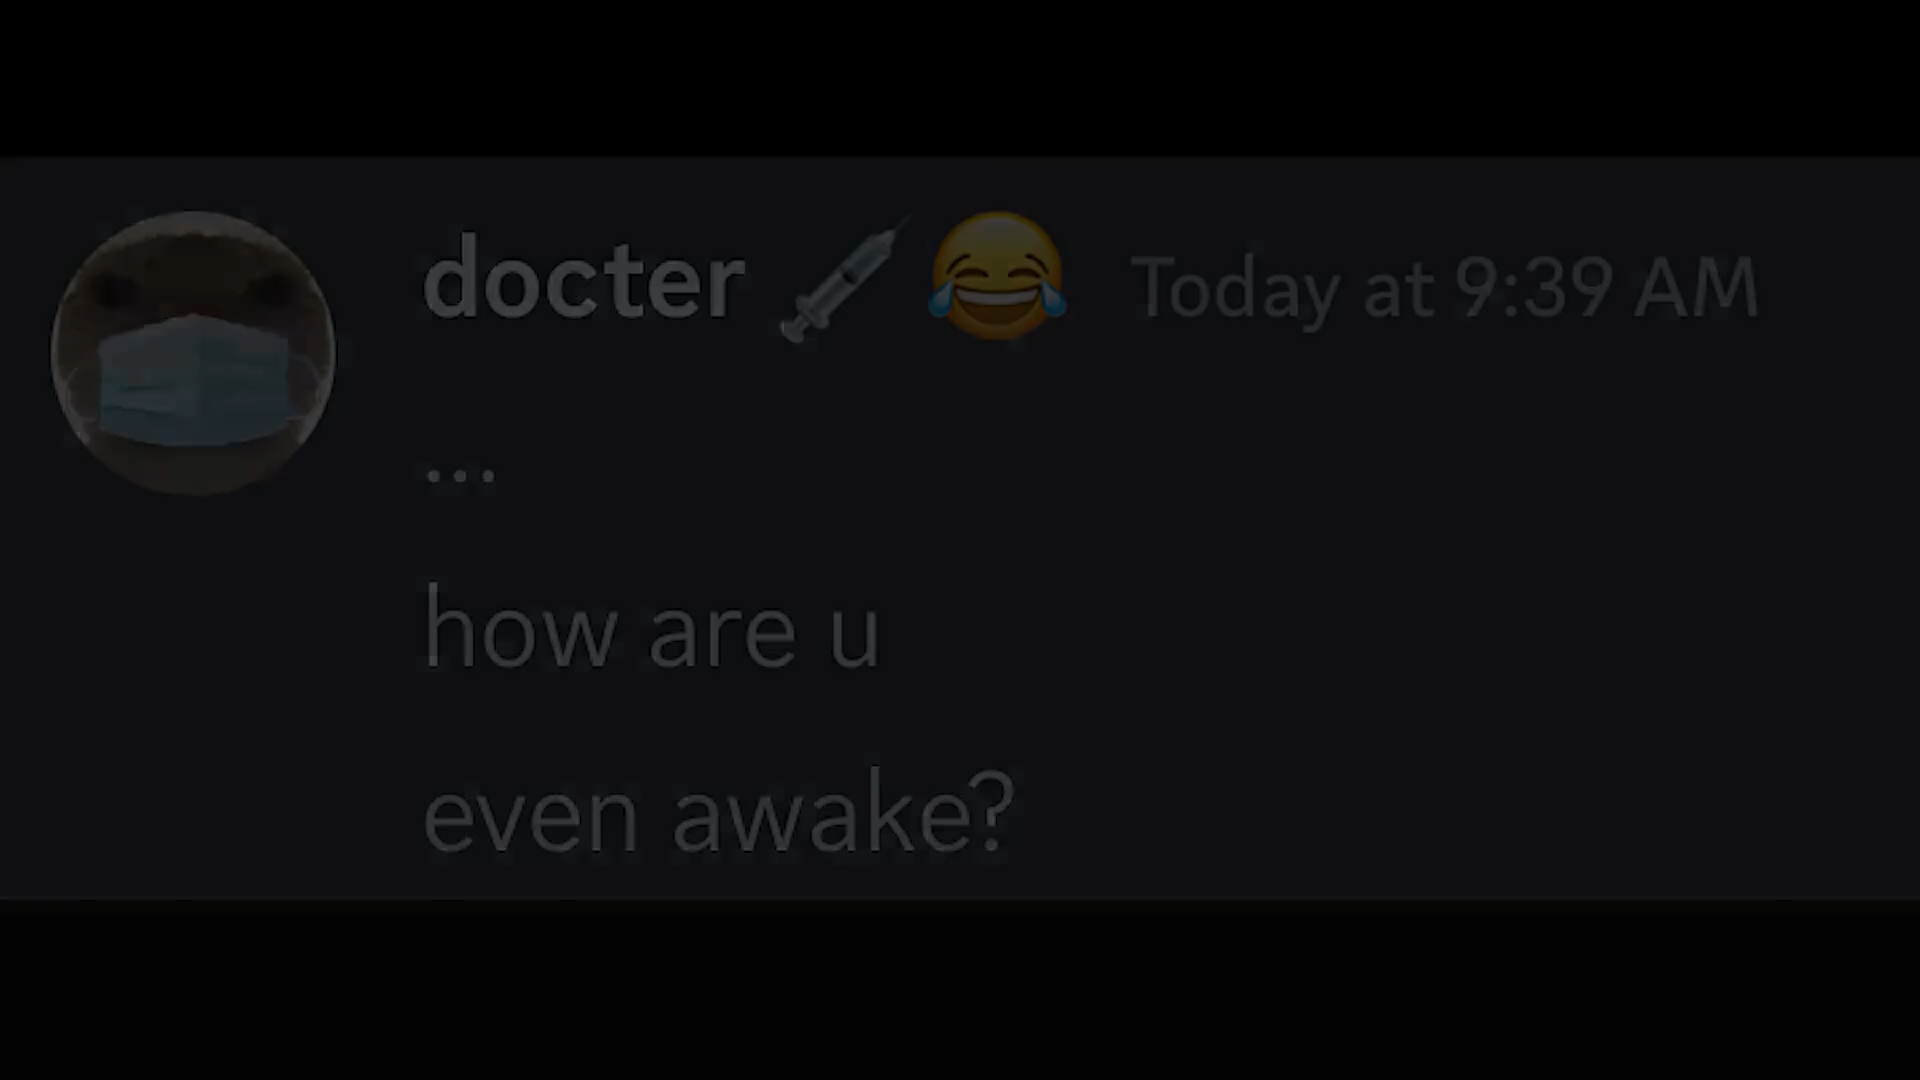 docter 💉 😂 Today at 9:39 AM
...
how are u
even awake?